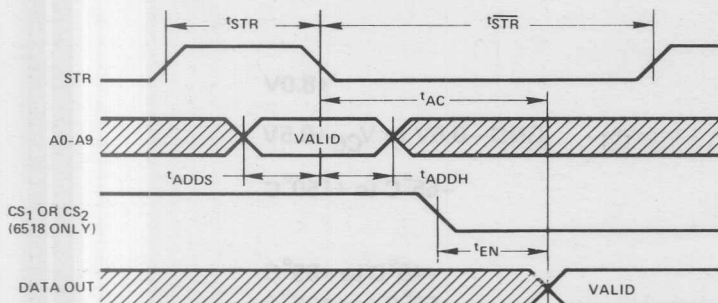 tSTR
tSTR
STR
tAC
A0-A9
VALID
tADDS
tADDH
CS1 OR CS2
(6518 ONLY)
tEN
DATA OUT
VALID